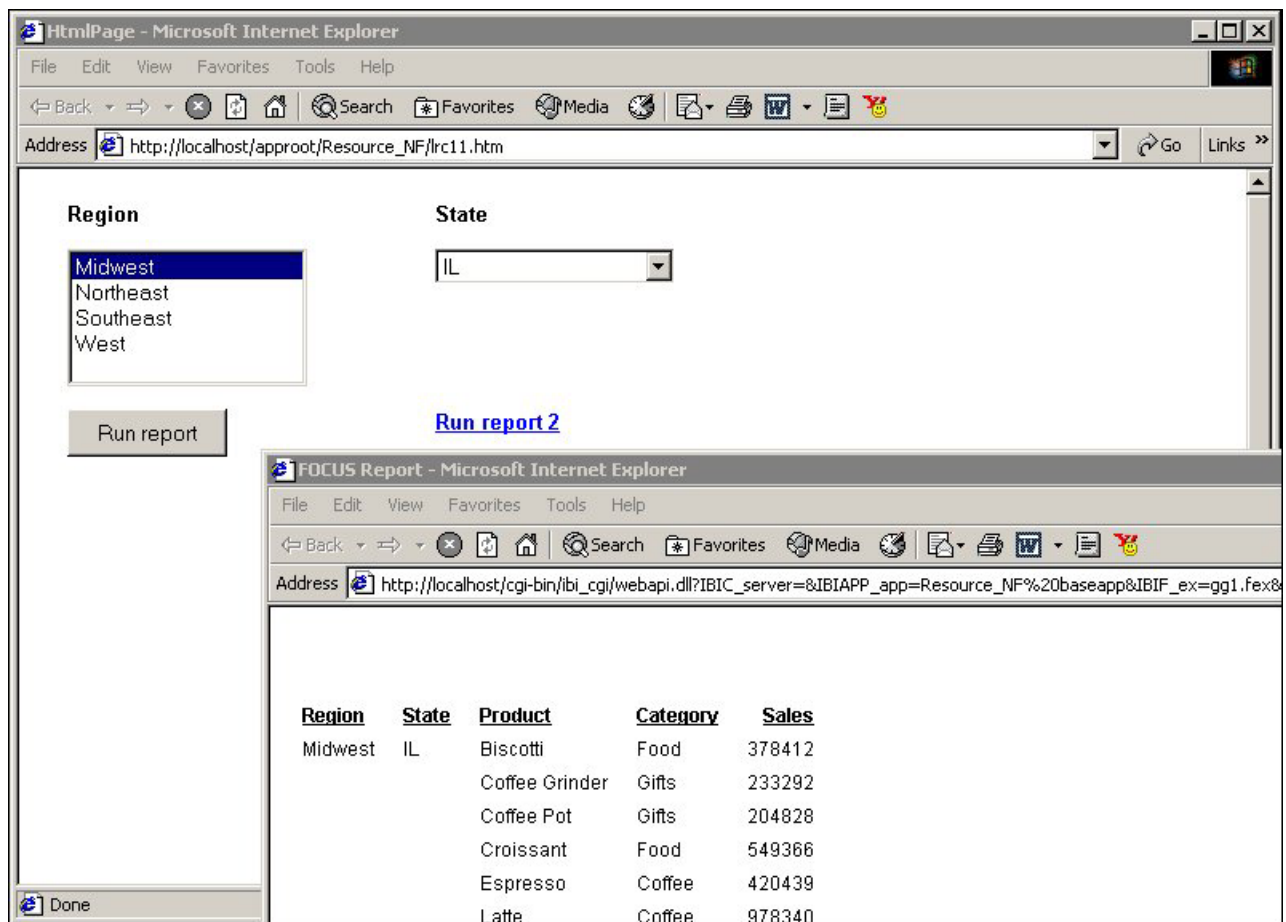 HtmlPage - Microsoft Internet Explorer
File Edit View Favorites Tools Help
Back Search Favorites Media
Address http://localhost/approot/Resource_NF/lrc11.htm Go Links »
Region State
Midwest IL
Northeast
Southeast
West
Run report Run report 2
FOCUS Report - Microsoft Internet Explorer
File Edit View Favorites Tools Help
Back Search Favorites Media
Address http://localhost/cgi-bin/ibi_cgi/webapi.dll?IBIC_server=&IBIAPP_app=Resource_NF%20baseapp&IBIF_ex=gg1.fex&
Region State Product Category Sales
Midwest IL Biscotti Food 378412
Coffee Grinder Gifts 233292
Coffee Pot Gifts 204828
Croissant Food 549366
Espresso Coffee 420439
Latte Coffee 978340
Done